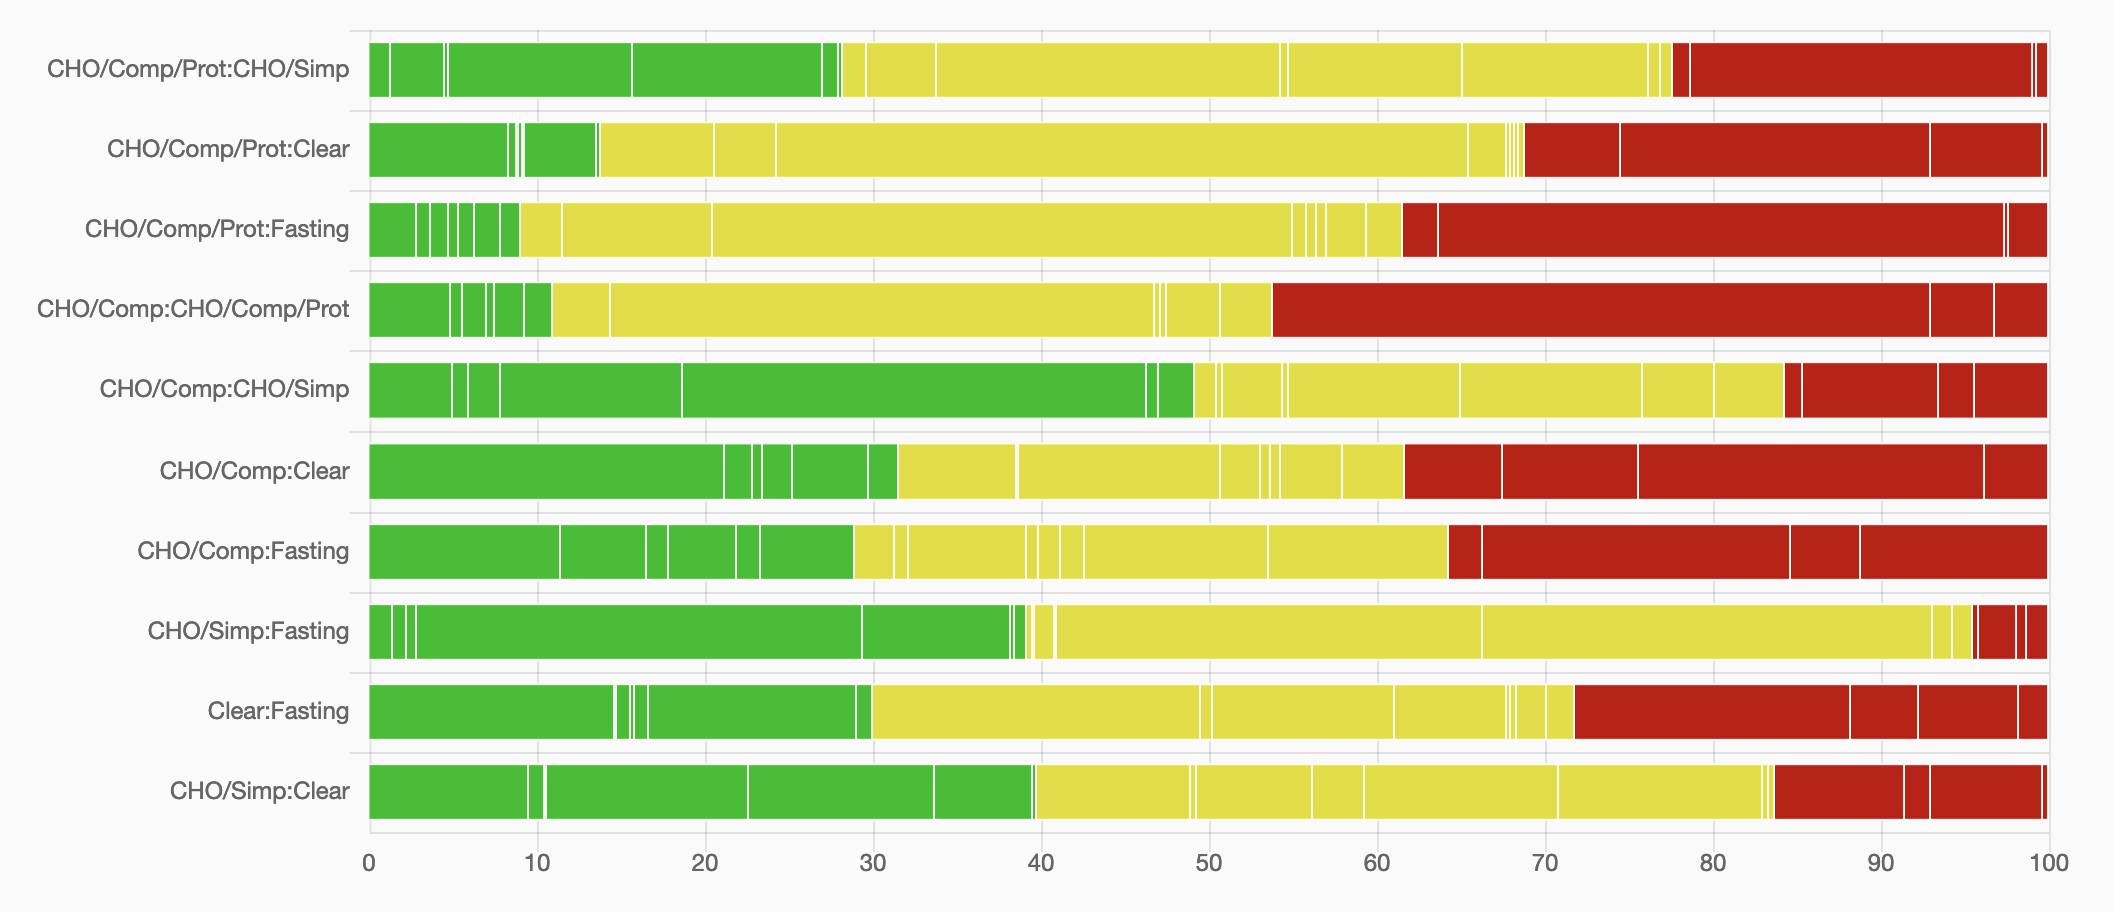 CHO/Comp/Prot:CHO/Simp
CHO/Comp/Prot:Clear
CHO/Comp/Prot:Fasting
CHO/Comp:CHO/Comp/Prot
CHO/Comp:CHO/Simp
CHO/Comp:Clear
CHO/Comp:Fasting
CHO/Simp:Fasting
Clear:Fasting
CHO/Simp:Clear
0 10 20 30 40 50 60 70 80 90 100